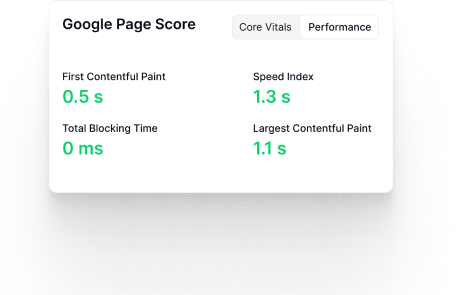 Google Page Score
Core Vitals
Performance
First Contentful Paint
Speed Index
0.5 s
1.3 s
Total Blocking Time
Largest Contentful Paint
0 ms
1.1 s